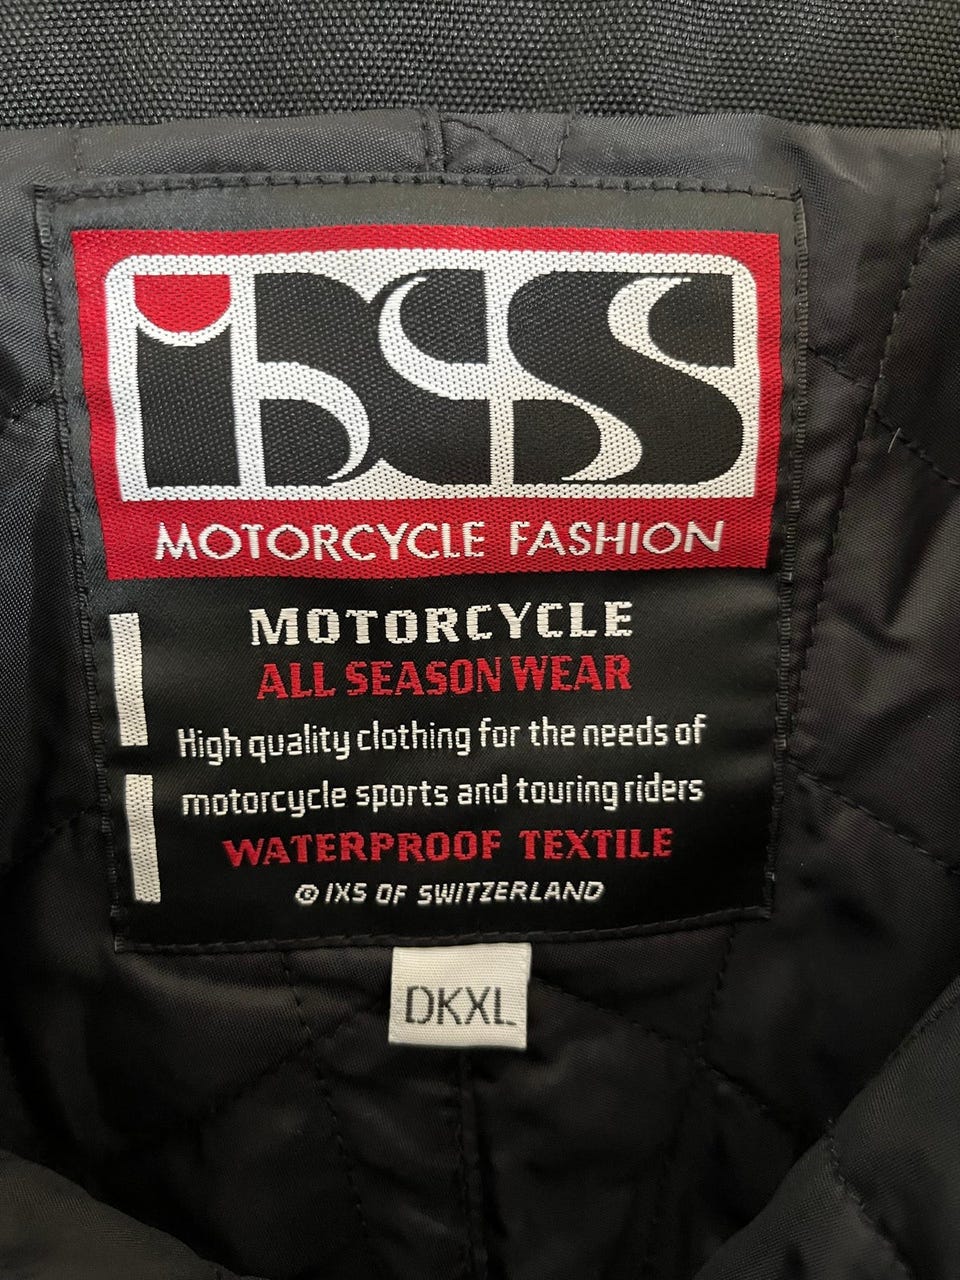 iXS
MOTORCYCLE FASHION
MOTORCYCLE
ALL SEASON WEAR
High quality clothing for the needs of
motorcycle sports and touring riders
WATERPROOF TEXTILE
© IXS OF SWITZERLAND
DKXL